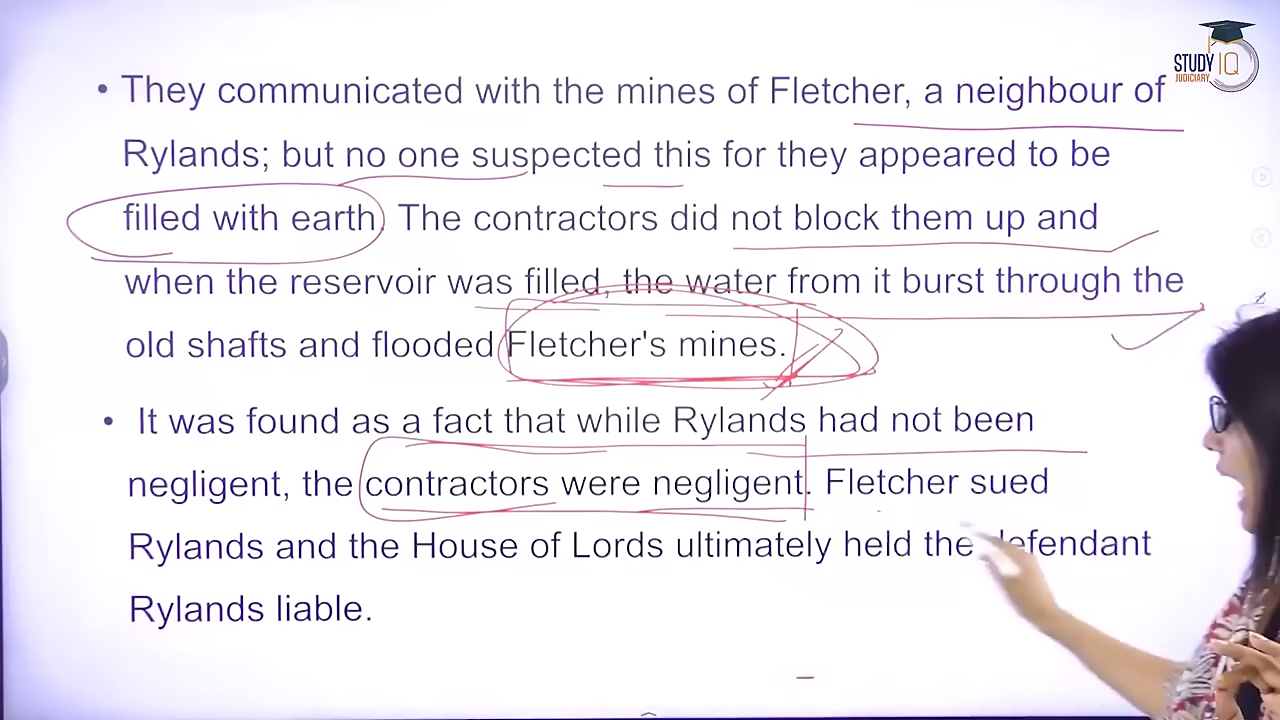 STUDY IQ
JUDICIARY
• They communicated with the mines of Fletcher, a neighbour of
Rylands; but no one suspected this for they appeared to be
filled with earth. The contractors did not block them up and
when the reservoir was filled, the water from it burst through the
old shafts and flooded Fletcher's mines.
• It was found as a fact that while Rylands had not been
negligent, the contractors were negligent. Fletcher sued
Rylands and the House of Lords ultimately held the defendant
Rylands liable.